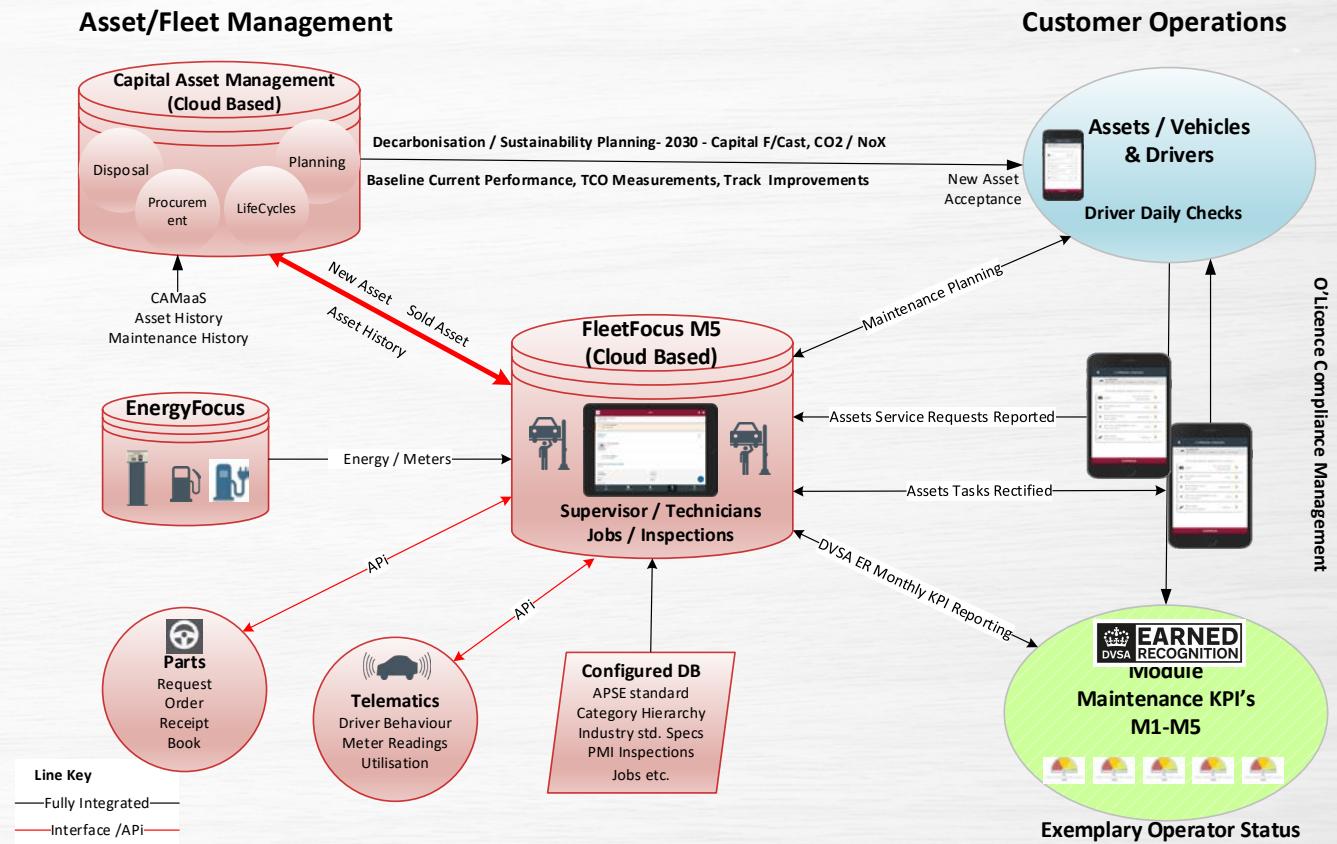 Asset/Fleet Management
Customer Operations
Capital Asset Management
(Cloud Based)
Disposal
Procurem
ent
LifeCycles
Planning
Decarbonisation / Sustainability Planning- 2030 - Capital F/Cast, CO2 / NoX
Baseline Current Performance, TCO Measurements, Track Improvements
New Asset
Acceptance
Assets / Vehicles
& Drivers
Driver Daily Checks
CAMaaS
Asset History
Maintenance History
New Asset Sold Asset
Asset History
Maintenance Planning
O'Licence Compliance Management
FleetFocus M5
(Cloud Based)
Supervisor / Technicians
Jobs / Inspections
EnergyFocus
Energy / Meters
Assets Service Requests Reported
Assets Tasks Rectified
DVSA ER Monthly KPI Reporting
APi
APi
Parts
Request
Order
Receipt
Book
Telematics
Driver Behaviour
Meter Readings
Utilisation
Configured DB
APSE standard
Category Hierarchy
Industry std. Specs
PMI Inspections
Jobs etc.
DVSA
EARNED
RECOGNITION
Module
Maintenance KPI's
M1-M5
Exemplary Operator Status
Line Key
Fully Integrated
Interface /APi